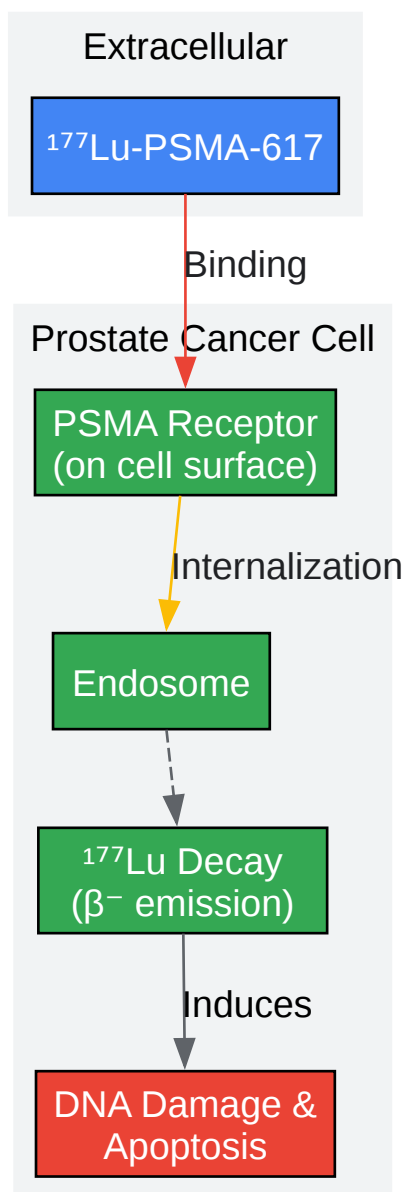 Extracellular
¹⁷⁷Lu-PSMA-617
Binding
Prostate Cancer Cell
PSMA Receptor
(on cell surface)
Internalization
Endosome
¹⁷⁷Lu Decay
(β⁻ emission)
Induces
DNA Damage &
Apoptosis